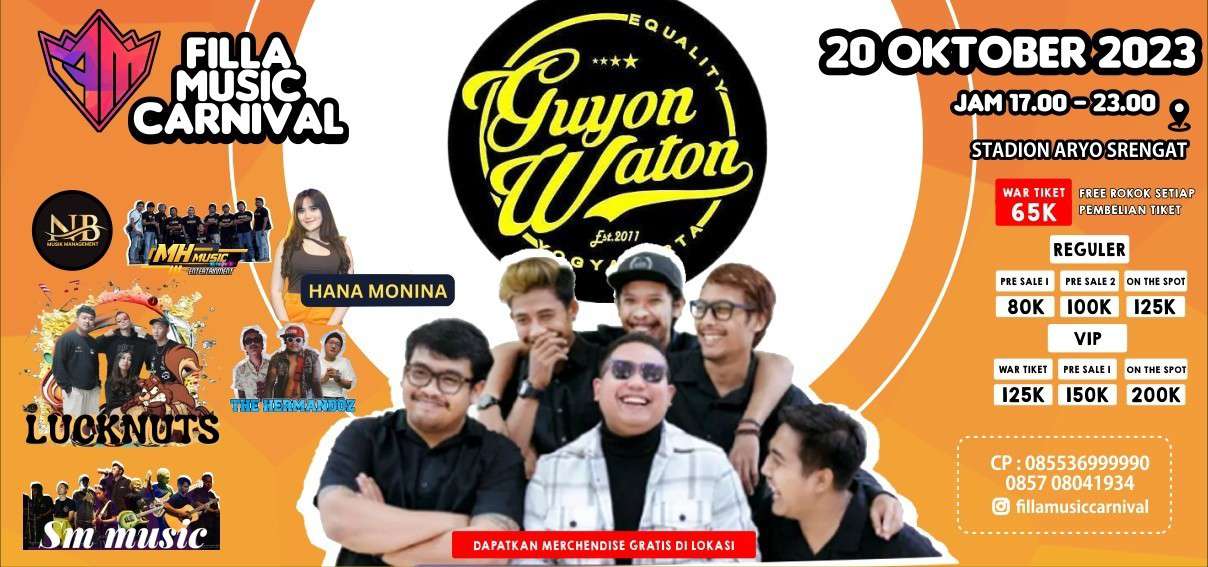 FILLA
MUSIC
CARNIVAL
NB
MUSIK MANAGEMENT
MH MUSIC
ENTERTAINMENT
HANA MONINA
LUCKNUTS
THE HERMANDOZ
Sm music
EQUALITY
Guyon
Waton
Est.2011
20 OKTOBER 2023
JAM 17.00 - 23.00
STADION ARYO SRENGAT
WAR TIKET
65K
FREE ROKOK SETIAP
PEMBELIAN TIKET
REGULER
PRE SALE 1 PRE SALE 2 ON THE SPOT
80K 100K 125K
VIP
WAR TIKET PRE SALE 1 ON THE SPOT
125K 150K 200K
CP : 085536999990
0857 08041934
fillamusiccarnival
DAPATKAN MERCHENDISE GRATIS DI LOKASI